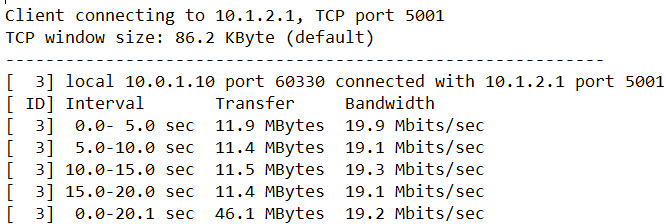 Client connecting to 10.1.2.1, TCP port 5001
TCP window size: 86.2 KByte (default)
------------------------------------------------------------
[  3] local 10.0.1.10 port 60330 connected with 10.1.2.1 port 5001
[ ID] Interval       Transfer     Bandwidth
[  3]  0.0- 5.0 sec  11.9 MBytes  19.9 Mbits/sec
[  3]  5.0-10.0 sec  11.4 MBytes  19.1 Mbits/sec
[  3] 10.0-15.0 sec  11.5 MBytes  19.3 Mbits/sec
[  3] 15.0-20.0 sec  11.4 MBytes  19.1 Mbits/sec
[  3]  0.0-20.1 sec  46.1 MBytes  19.2 Mbits/sec